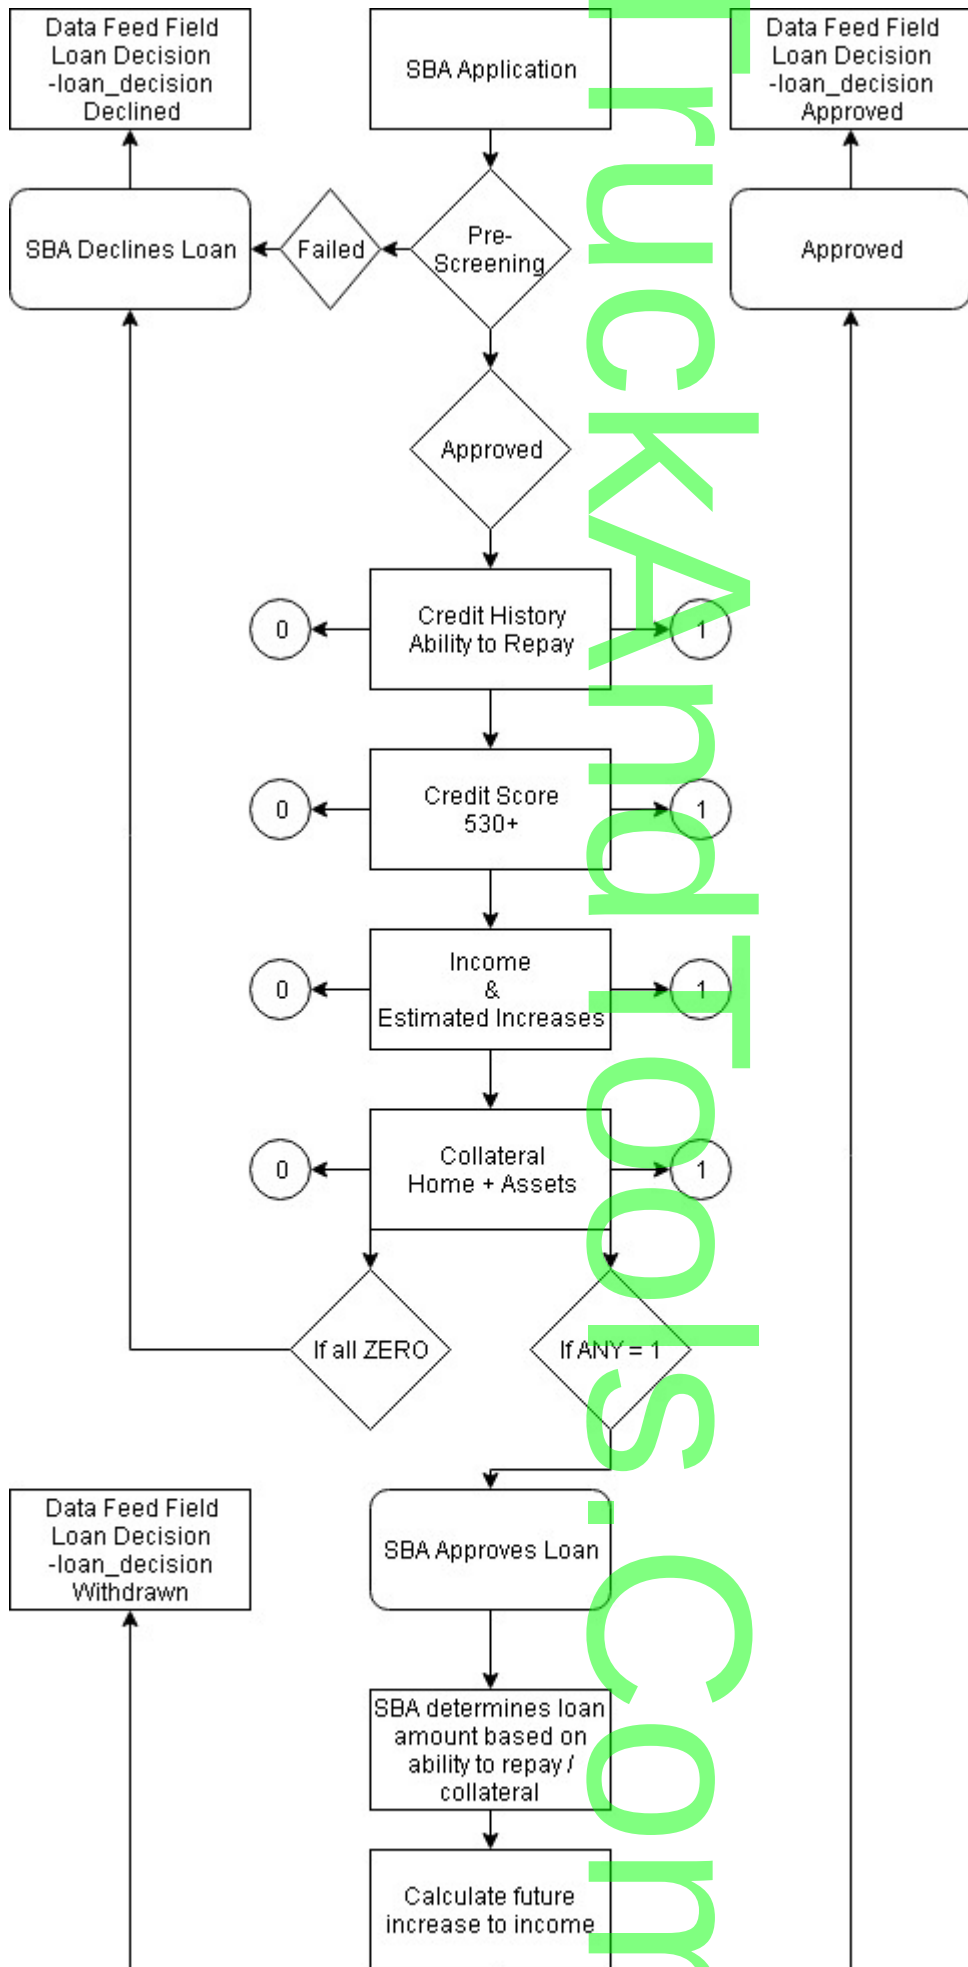 Data Feed Field
Loan Decision
-loan_decision
Declined
SBA Application
Data Feed Field
Loan Decision
-loan_decision
Approved
SBA Declines Loan
Failed
Pre-
Screening
Approved
Approved
0
Credit History
Ability to Repay
1
0
Credit Score
530+
1
0
Income
&
Estimated Increases
1
0
Collateral
Home + Assets
1
If all ZERO
If ANY = 1
Data Feed Field
Loan Decision
-loan_decision
Withdrawn
SBA Approves Loan
SBA determines loan
amount based on
ability to repay /
collateral
Calculate future
increase to income
TruckAndTools.Com